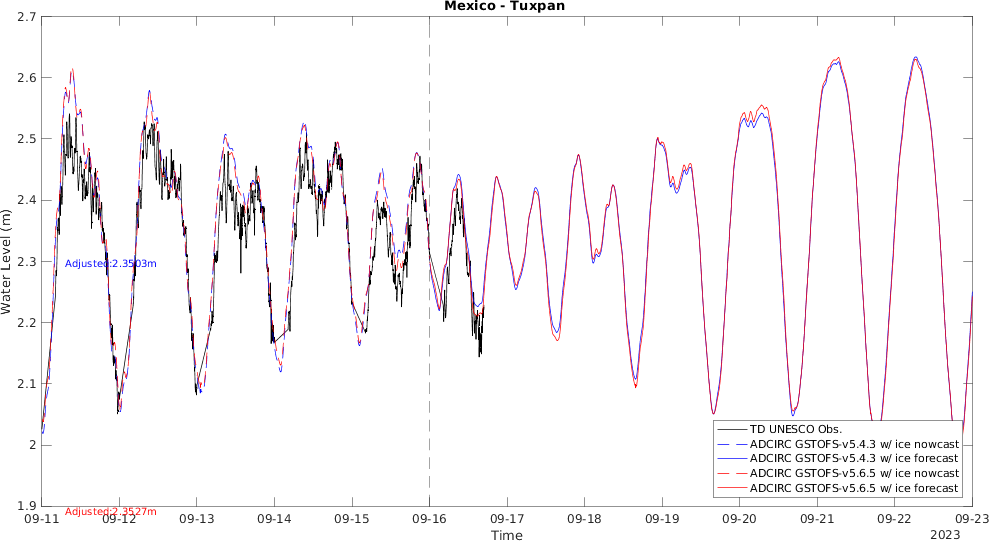 Mexico - Tuxpan
2.7
2.6
2.5
2.4
2.3
2.2
2.1
2
1.9
Water Level (m)
Adjusted:2.3503m
Adjusted:2.3527m
TD UNESCO Obs.
ADCIRC GSTOFS-v5.4.3 w/ ice nowcast
ADCIRC GSTOFS-v5.4.3 w/ ice forecast
ADCIRC GSTOFS-v5.6.5 w/ ice nowcast
ADCIRC GSTOFS-v5.6.5 w/ ice forecast
09-11 09-12 09-13 09-14 09-15 09-16 09-17 09-18 09-19 09-20 09-21 09-22 09-23
Time
2023